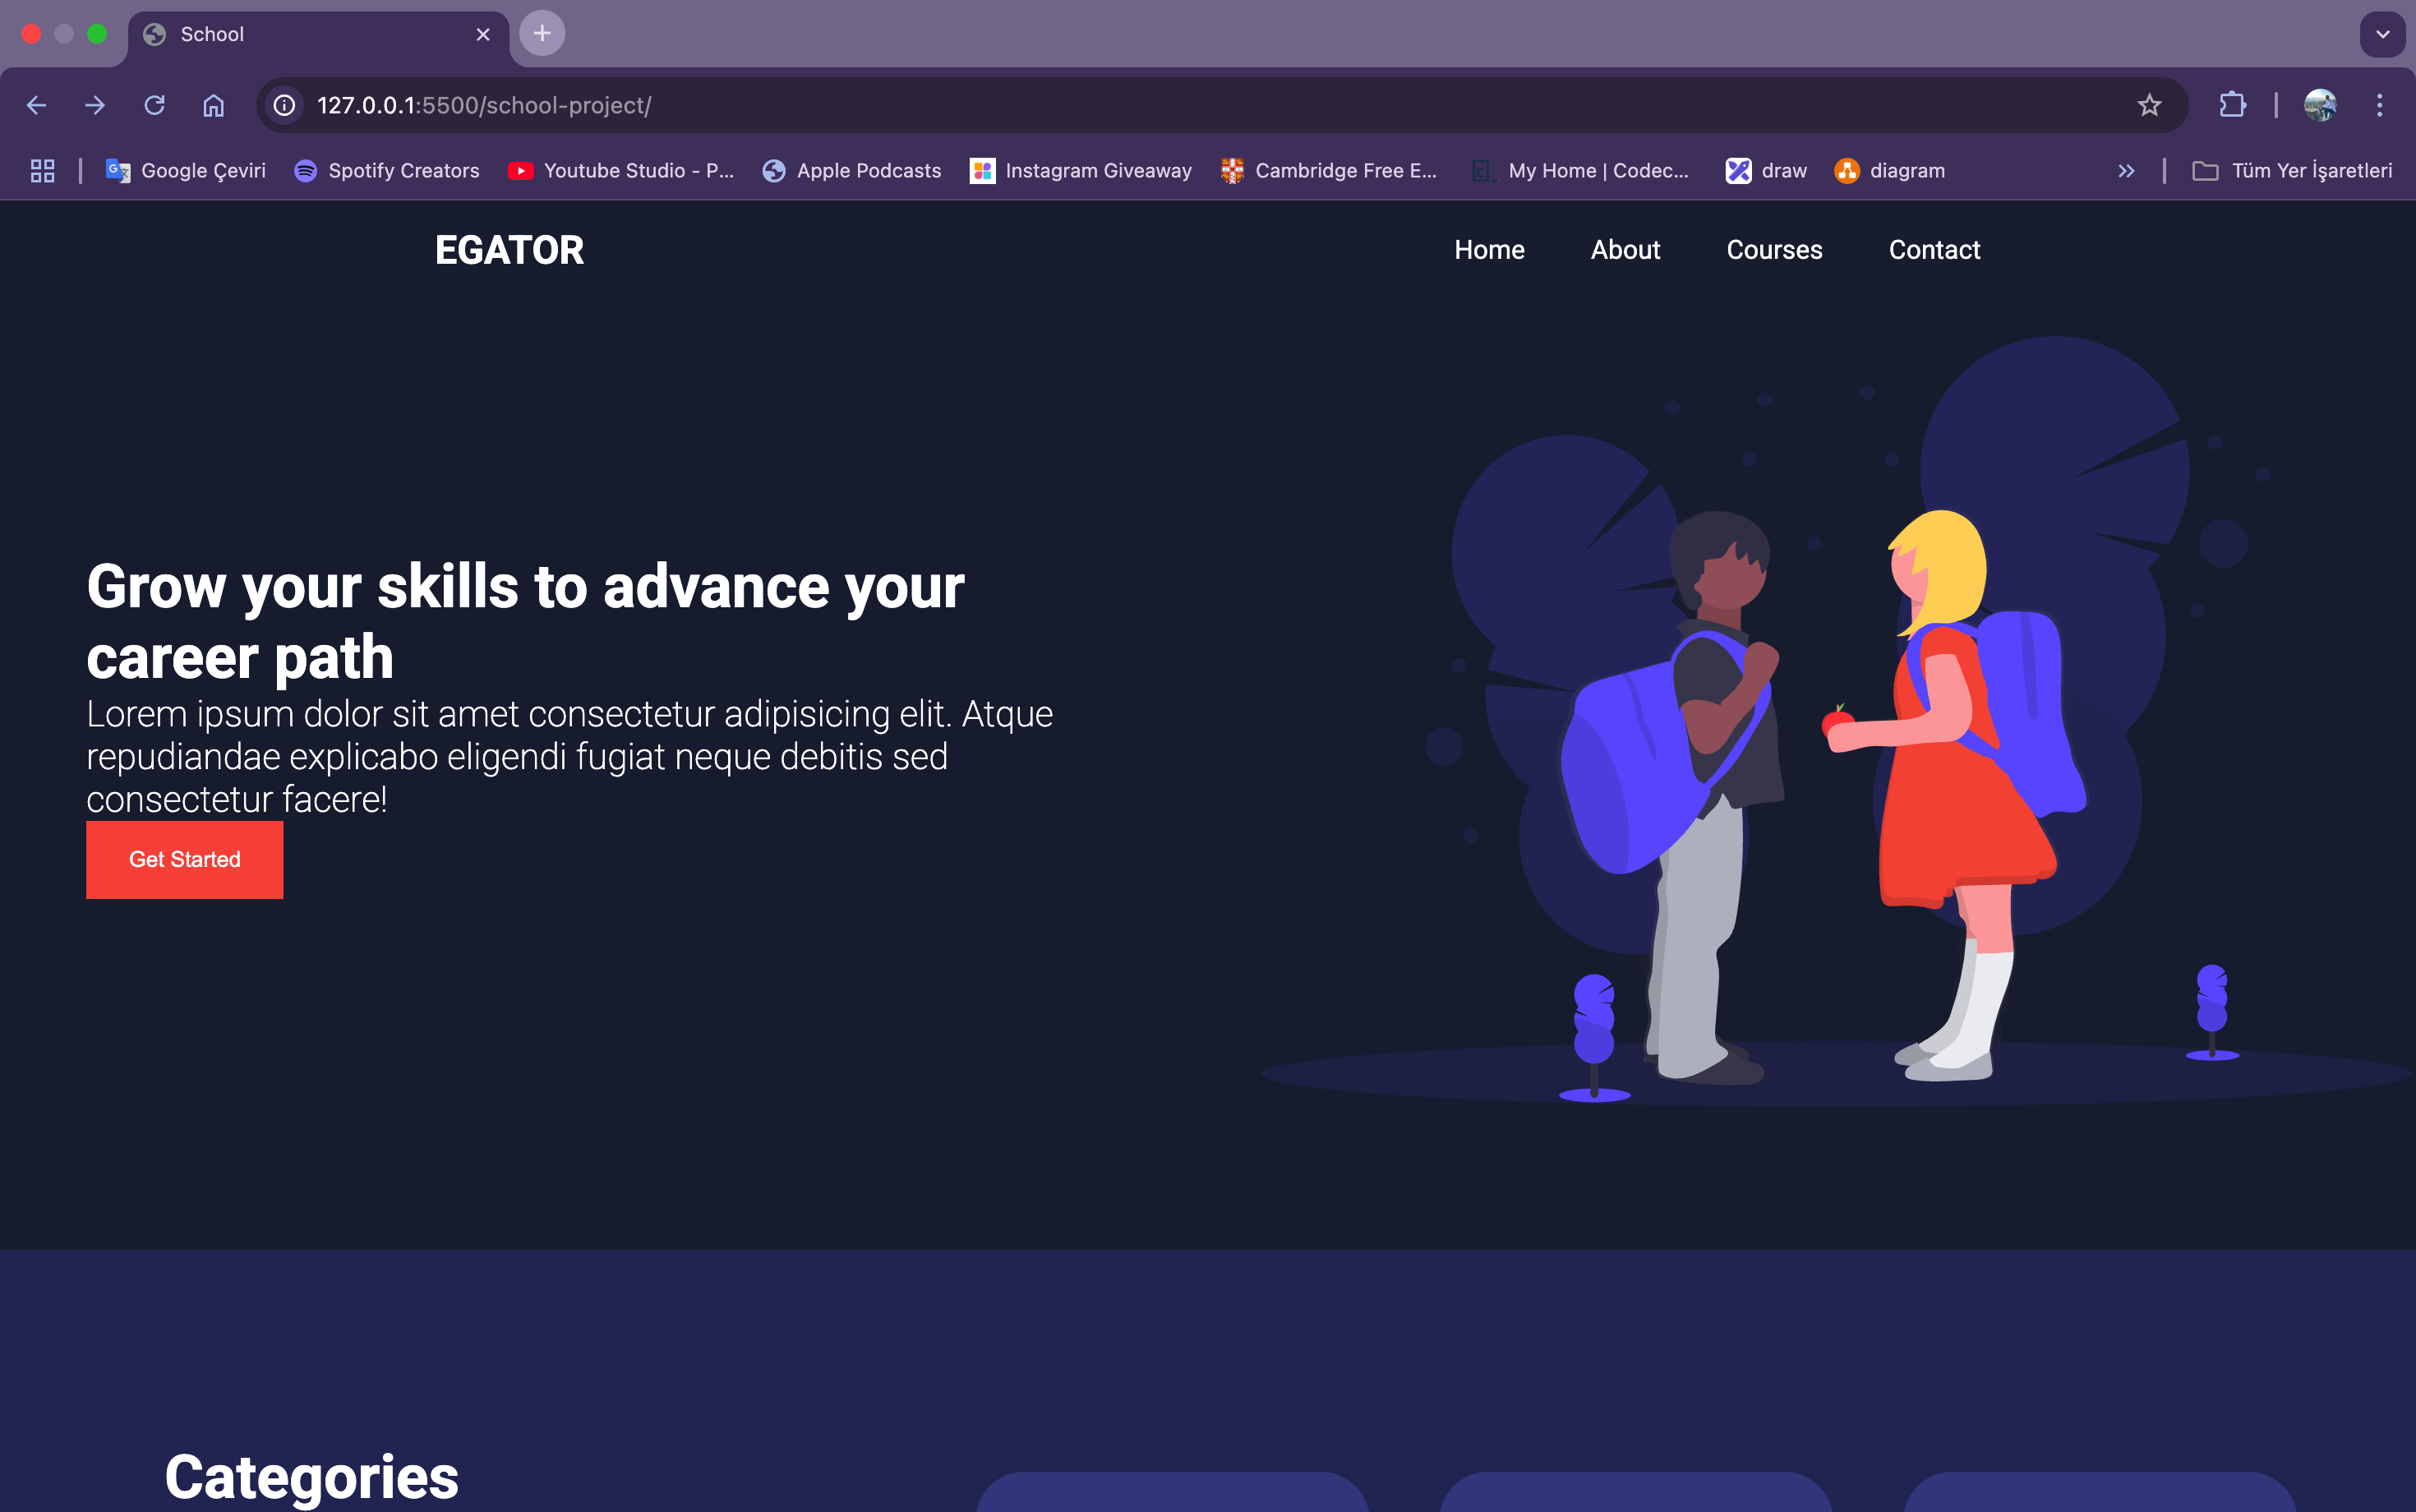 School
127.0.0.1:5500/school-project/
Google Çeviri
Spotify Creators
Youtube Studio - P...
Apple Podcasts
Instagram Giveaway
Cambridge Free E...
My Home | Codec...
draw
diagram
Tüm Yer İşaretleri
EGATOR
Home
About
Courses
Contact
Grow your skills to advance your
career path
Lorem ipsum dolor sit amet consectetur adipisicing elit. Atque
repudiandae explicabo eligendi fugiat neque debitis sed
consectetur facere!
Get Started
Categories